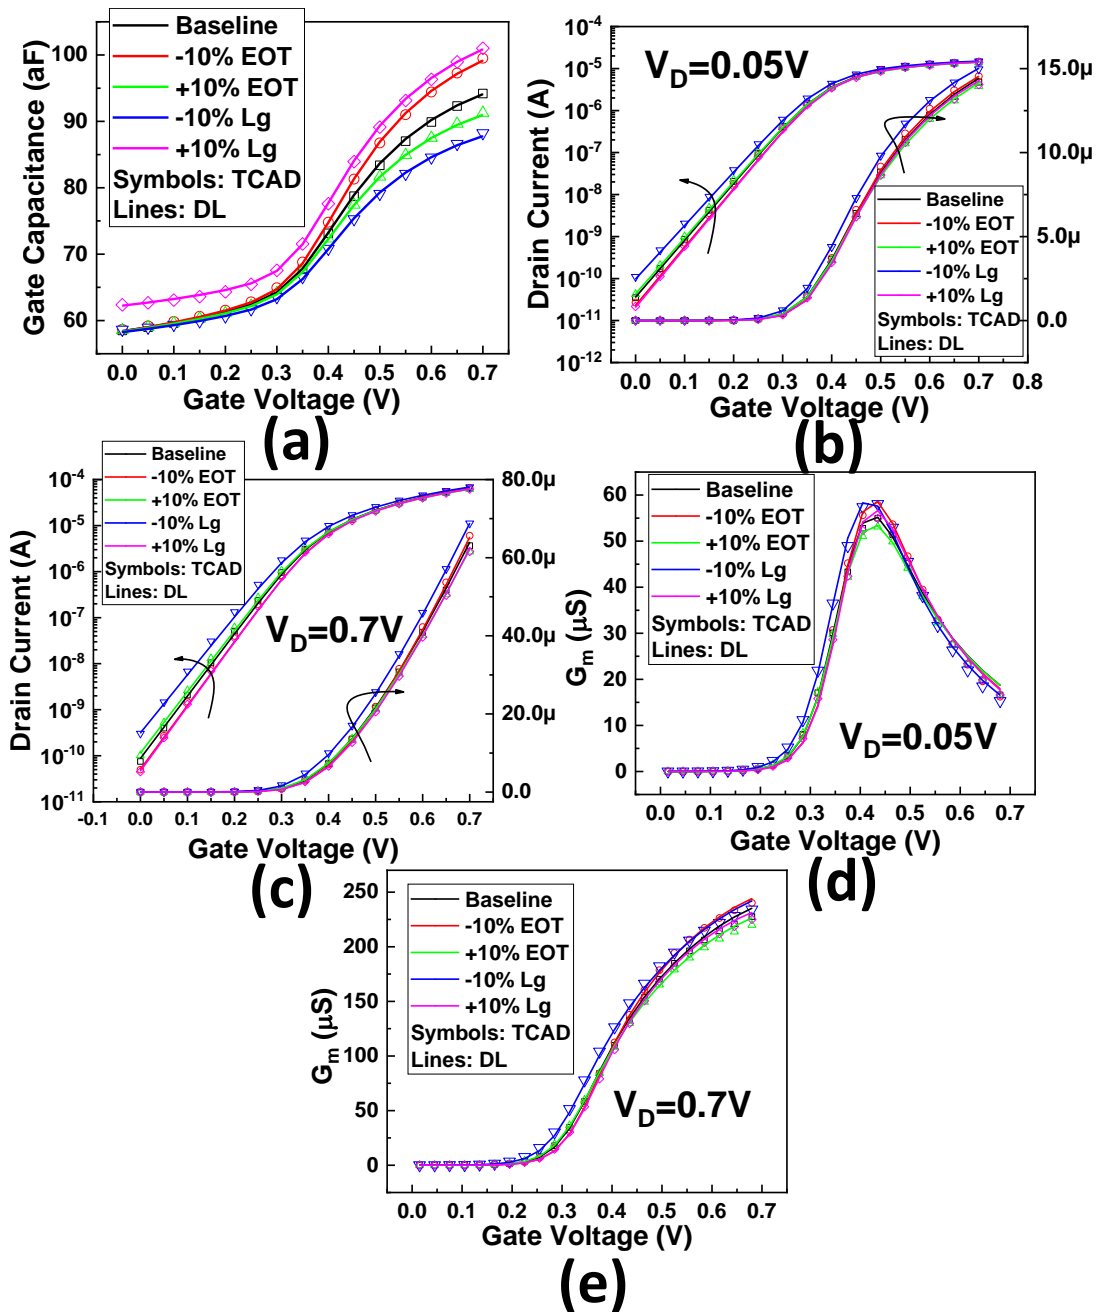 Baseline
-10% EOT
+10% EOT
-10% Lg
+10% Lg
Symbols: TCAD
Lines: DL
Gate Capacitance (aF)
100
90
80
70
60
0.0 0.1 0.2 0.3 0.4 0.5 0.6 0.7
Gate Voltage (V)
(a)
V_D=0.05V
Drain Current (A)
10^-4
10^-5
10^-6
10^-7
10^-8
10^-9
10^-10
10^-11
10^-12
15.0µ
10.0µ
5.0µ
0.0
Baseline
-10% EOT
+10% EOT
-10% Lg
+10% Lg
Symbols: TCAD
Lines: DL
0.0 0.1 0.2 0.3 0.4 0.5 0.6 0.7 0.8
Gate Voltage (V)
(b)
Baseline
-10% EOT
+10% EOT
-10% Lg
+10% Lg
Symbols: TCAD
Lines: DL
V_D=0.7V
Drain Current (A)
10^-4
10^-5
10^-6
10^-7
10^-8
10^-9
10^-10
10^-11
80.0µ
60.0µ
40.0µ
20.0µ
0.0
-0.1 0.0 0.1 0.2 0.3 0.4 0.5 0.6 0.7
Gate Voltage (V)
(c)
Baseline
-10% EOT
+10% EOT
-10% Lg
+10% Lg
Symbols: TCAD
Lines: DL
V_D=0.05V
G_m (µS)
60
50
40
30
20
10
0
0.0 0.1 0.2 0.3 0.4 0.5 0.6 0.7
Gate Voltage (V)
(d)
Baseline
-10% EOT
+10% EOT
-10% Lg
+10% Lg
Symbols: TCAD
Lines: DL
V_D=0.7V
G_m (µS)
250
200
150
100
50
0
0.0 0.1 0.2 0.3 0.4 0.5 0.6 0.7
Gate Voltage (V)
(e)